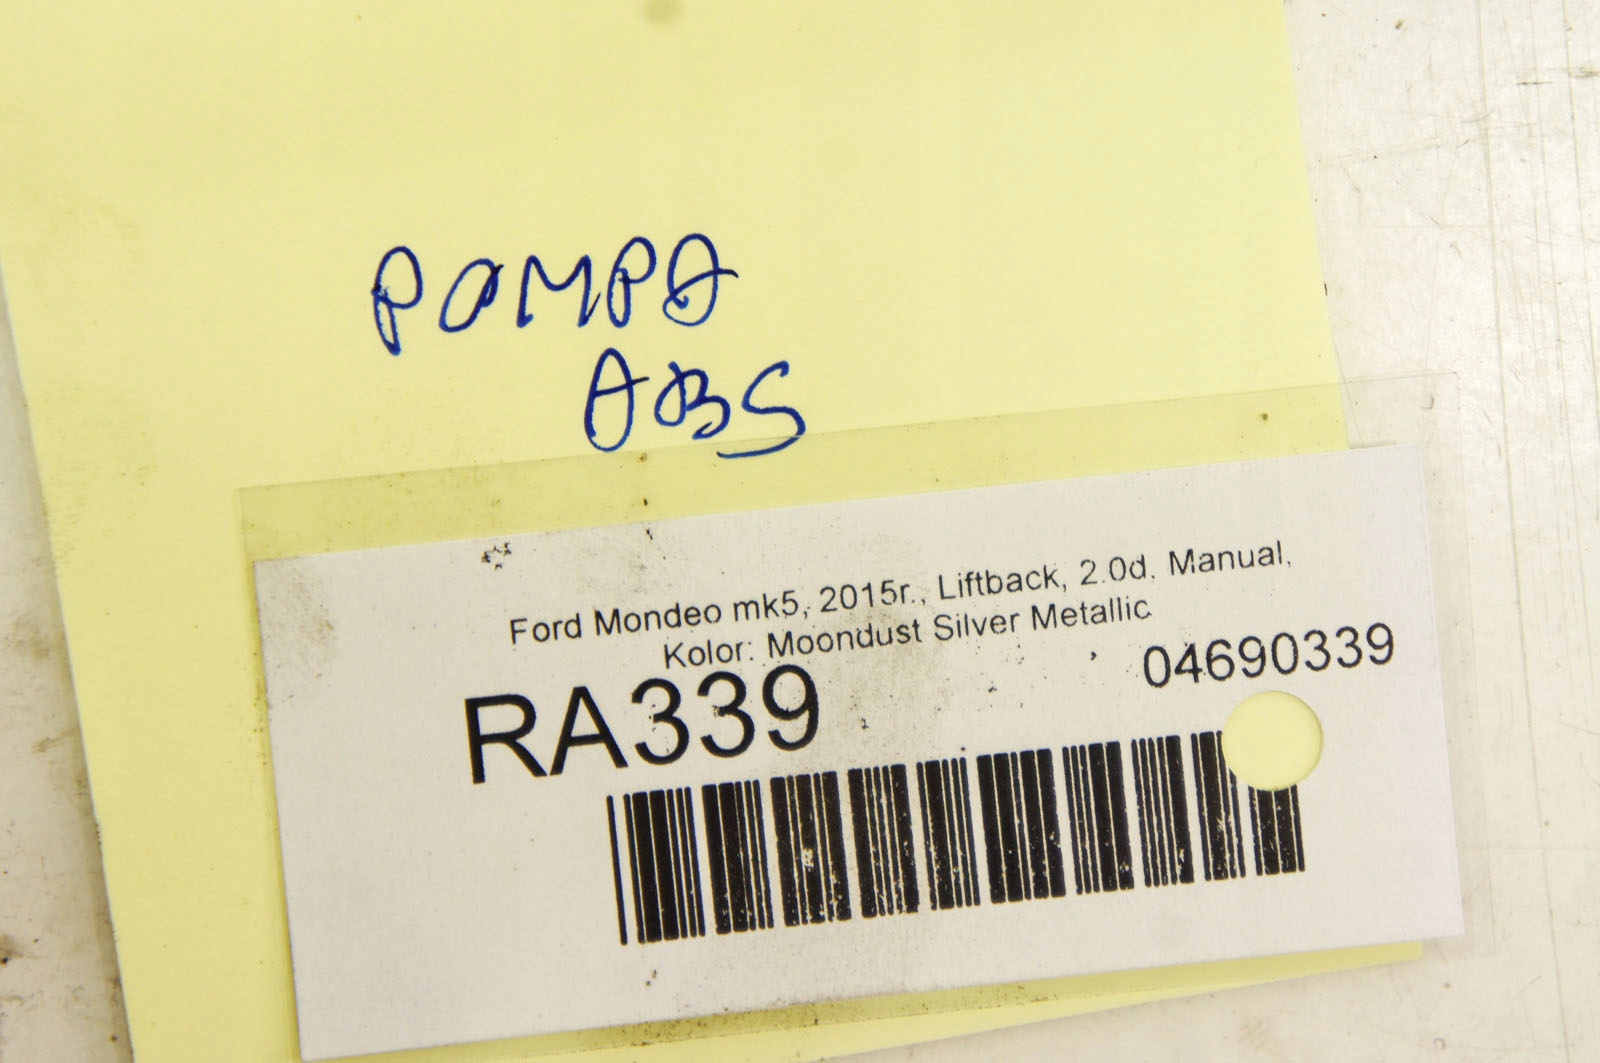 POMPA
ABS
Ford Mondeo mk5, 2015r., Liftback, 2.0d, Manual,
Kolor: Moondust Silver Metallic
04690339
RA339